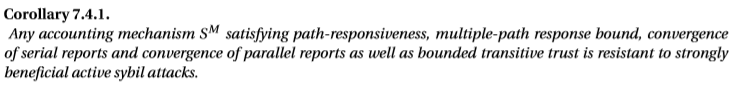 Corollary 7.4.1.
Any accounting mechanism Sᴹ satisfying path-responsiveness, multiple-path response bound, convergence
of serial reports and convergence of parallel reports as well as bounded transitive trust is resistant to strongly
beneficial active sybil attacks.